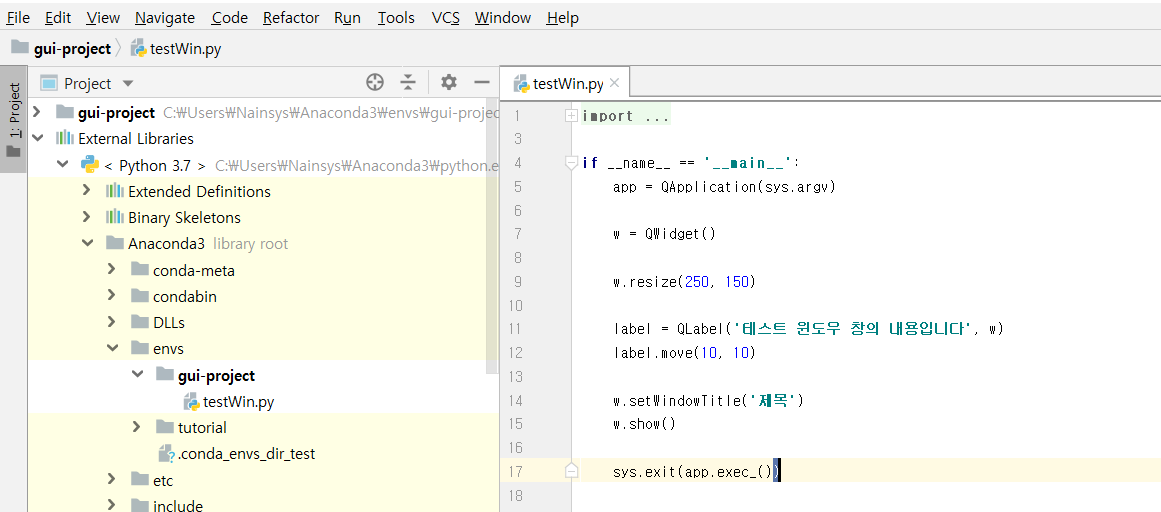 File Edit View Navigate Code Refactor Run Tools VCS Window Help
gui-project testWin.py
1: Project
Project
gui-project C:₩Users₩Nainsys₩Anaconda3₩envs₩gui-projec
External Libraries
< Python 3.7 > C:₩Users₩Nainsys₩Anaconda3₩python.e
Extended Definitions
Binary Skeletons
Anaconda3 library root
conda-meta
condabin
DLLs
envs
gui-project
testWin.py
tutorial
.conda_envs_dir_test
etc
include
testWin.py
1 import ...
3
4 if __name__ == '__main__':
5 app = QApplication(sys.argv)
6
7 w = QWidget()
8
9 w.resize(250, 150)
10
11 label = QLabel('테스트 윈도우 창의 내용입니다', w)
12 label.move(10, 10)
13
14 w.setWindowTitle('제목')
15 w.show()
16
17 sys.exit(app.exec_())
18